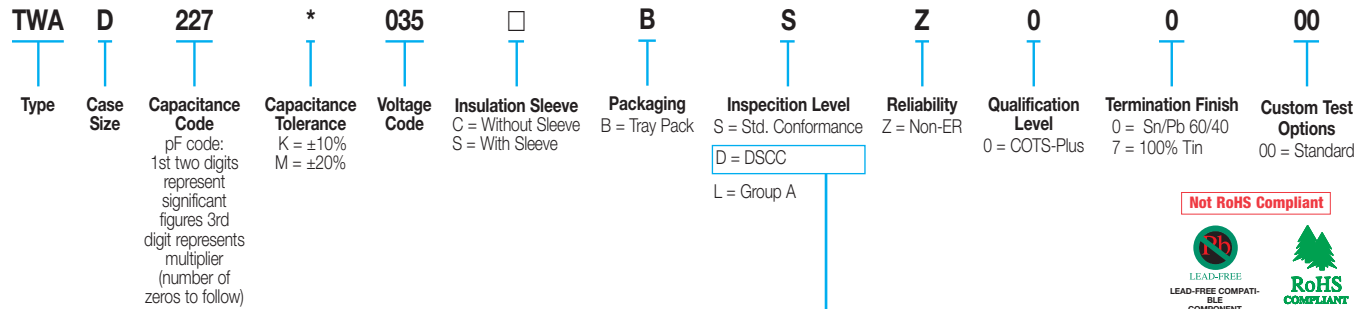 TWA D 227 * 035 □ B S Z 0 0 00
Type
Case
Size
Capacitance
Code
pF code:
1st two digits
represent
significant
figures 3rd
digit represents
multiplier
(number of
zeros to follow)
Capacitance
Tolerance
K = ±10%
M = ±20%
Voltage
Code
Insulation Sleeve
C = Without Sleeve
S = With Sleeve
Packaging
B = Tray Pack
Inspection Level
S = Std. Conformance
D = DSCC
L = Group A
Reliability
Z = Non-ER
Qualification
Level
0 = COTS-Plus
Termination Finish
0 = Sn/Pb 60/40
7 = 100% Tin
Custom Test
Options
00 = Standard
Not RoHS Compliant
Pb
LEAD-FREE
LEAD-FREE COMPATI-
BLE
COMPONENT
RoHS
COMPLIANT